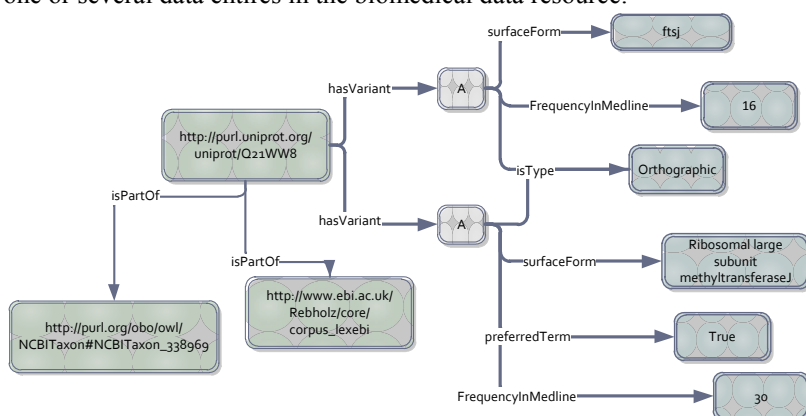 one or several data entires in the biomedical data resource.
surfaceForm
ftsj
hasVariant
A
FrequencyInMedline
16
http://purl.uniprot.org/
uniprot/Q21WW8
isType
Orthographic
isPartOf
hasVariant
A
isPartOf
surfaceForm
Ribosomal large
subunit
methyltransferaseJ
http://www.ebi.ac.uk/
Rebholz/core/
corpus_lexebi
http://purl.org/obo/owl/
NCBITaxon#NCBITaxon_338969
preferredTerm
True
FrequencyInMedline
30